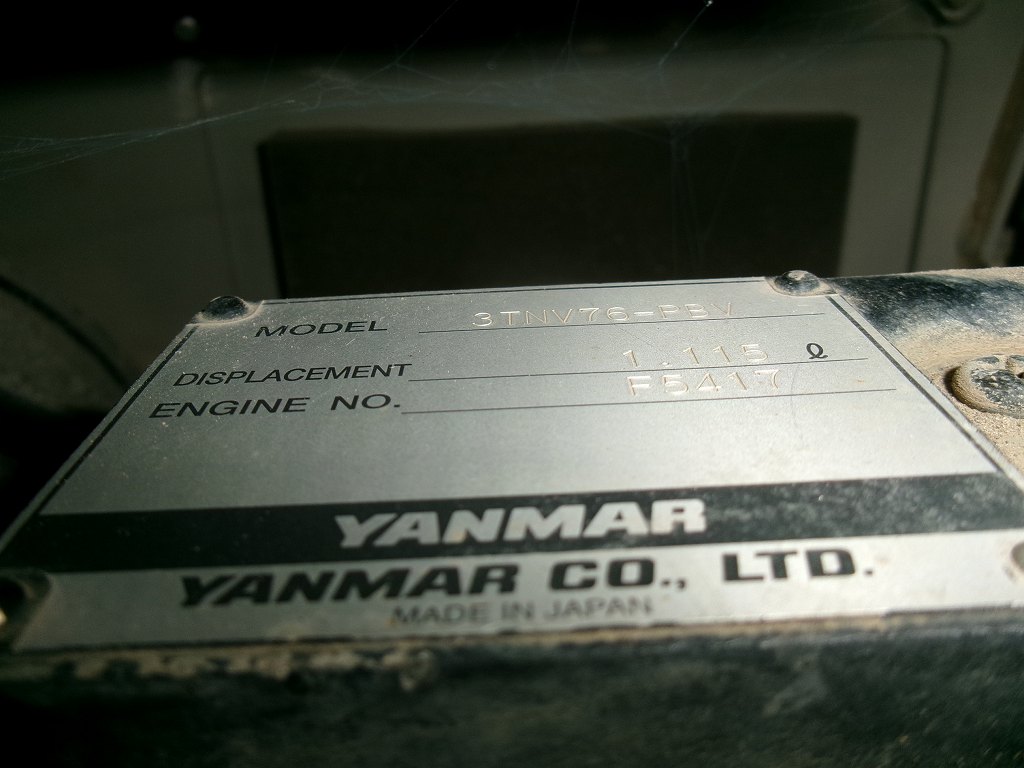 MODEL 3TNV76-PBV
DISPLACEMENT 1.115 ℓ
ENGINE NO. F5417
YANMAR
YANMAR CO., LTD.
MADE IN JAPAN